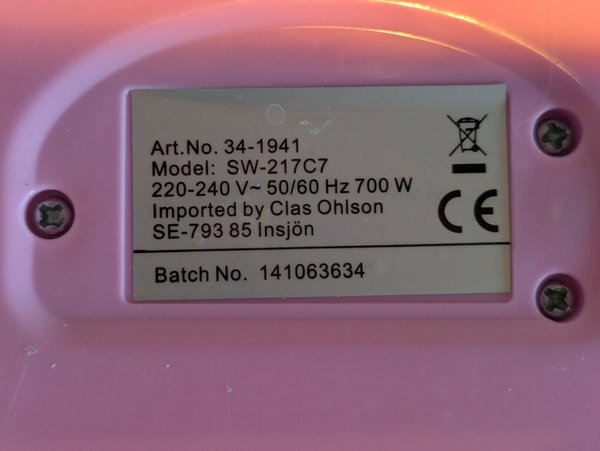 Art.No. 34-1941
Model: SW-217C7
220-240 V~ 50/60 Hz 700 W
Imported by Clas Ohlson
SE-793 85 Insjön
CE
Batch No. 141063634